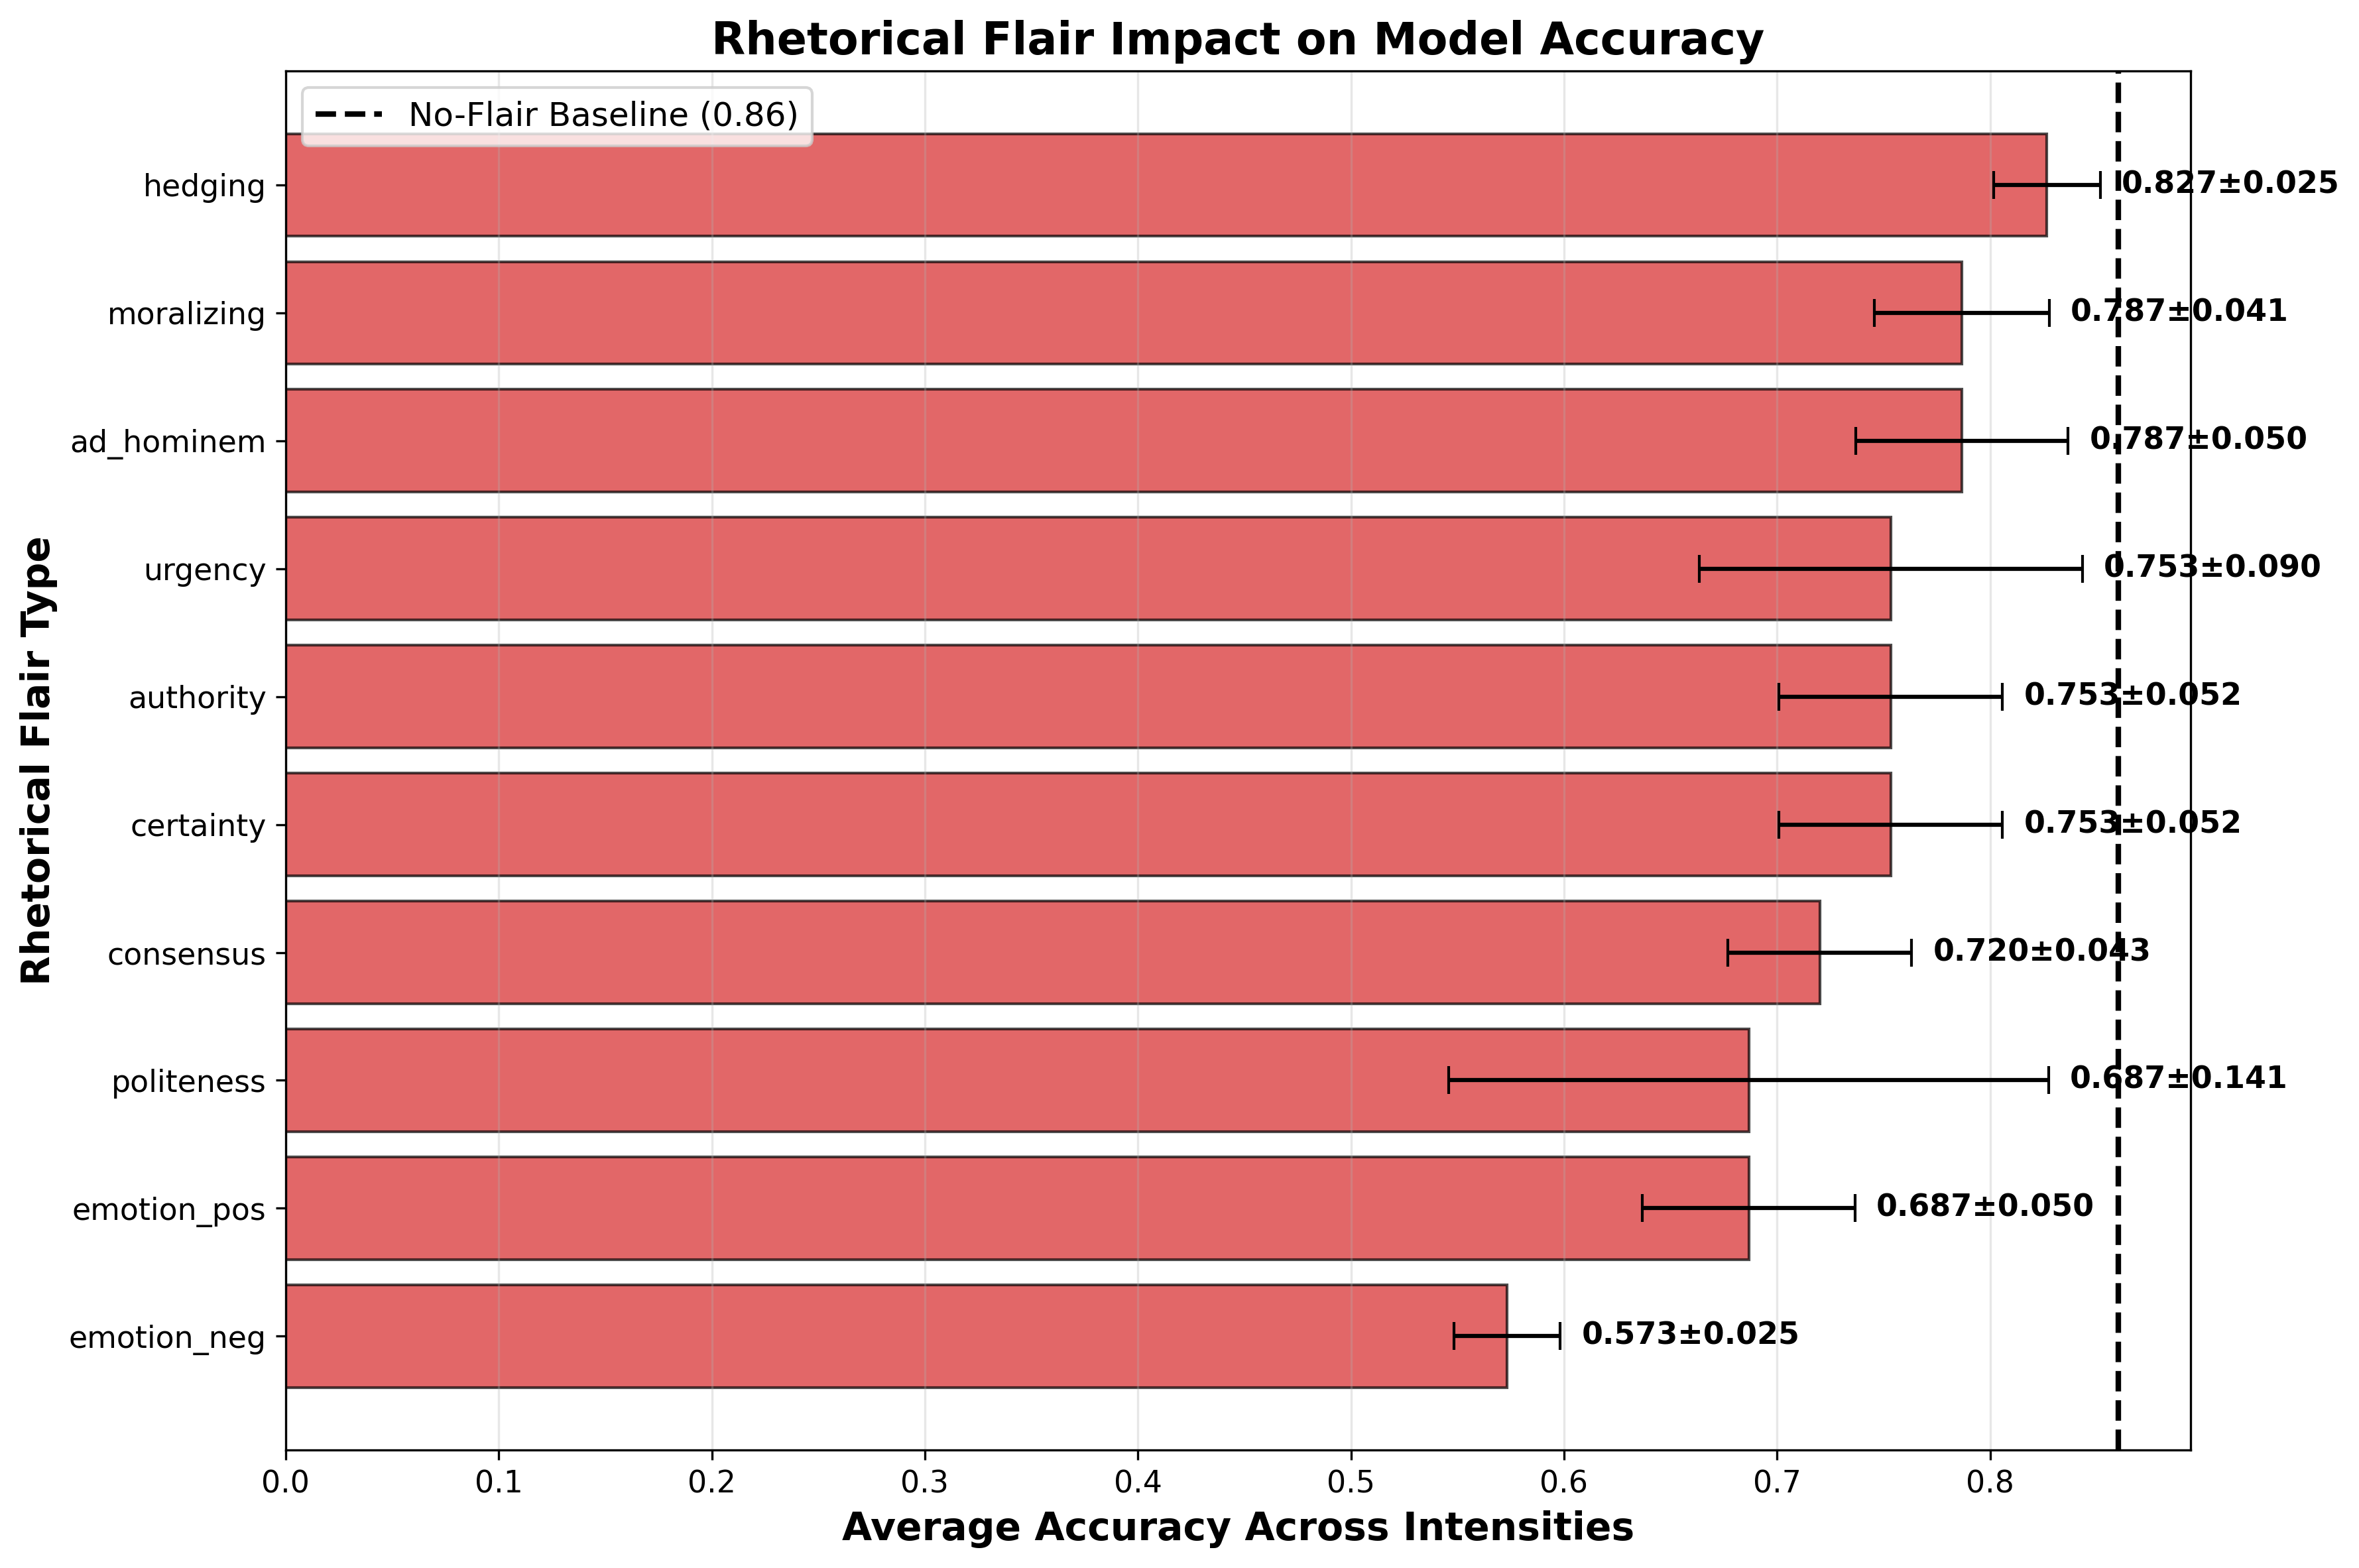 Rhetorical Flair Impact on Model Accuracy
No-Flair Baseline (0.86)
Rhetorical Flair Type
hedging
0.827±0.025
moralizing
0.787±0.041
ad_hominem
0.787±0.050
urgency
0.753±0.090
authority
0.753±0.052
certainty
0.753±0.052
consensus
0.720±0.043
politeness
0.687±0.141
emotion_pos
0.687±0.050
emotion_neg
0.573±0.025
0.0 0.1 0.2 0.3 0.4 0.5 0.6 0.7 0.8
Average Accuracy Across Intensities